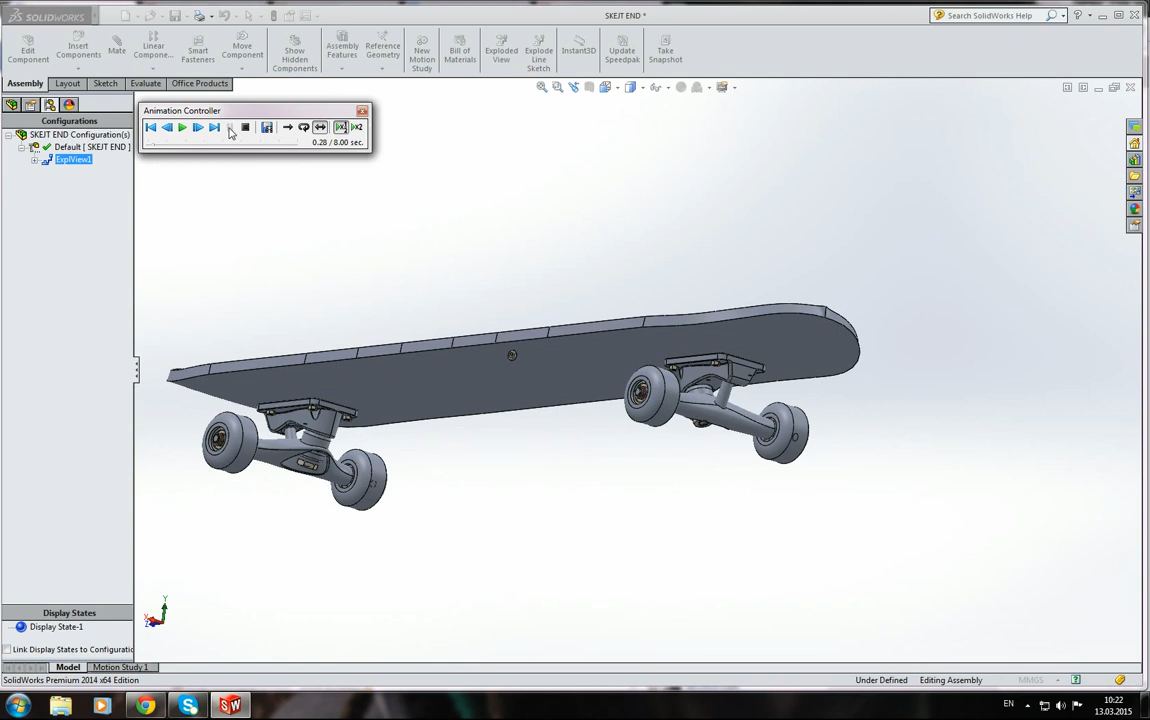 SOLIDWORKS
SKEJT END *
Search SolidWorks Help
Edit Component
Insert Components
Mate
Linear Compone...
Smart Fasteners
Move Component
Show Hidden Components
Assembly Features
Reference Geometry
New Motion Study
Bill of Materials
Exploded View
Explode Line Sketch
Instant3D
Update Speedpak
Take Snapshot
Assembly
Layout
Sketch
Evaluate
Office Products
Animation Controller
0.28 / 8.00 sec.
Configurations
SKEJT END Configuration(s)
Default [ SKEJT END ]
ExplView1
Y
X
Z
Display States
Display State-1
Link Display States to Configuratio
Model
Motion Study 1
SolidWorks Premium 2014 x64 Edition
Under Defined
Editing Assembly
MMGS
EN
10:22
13.03.2015